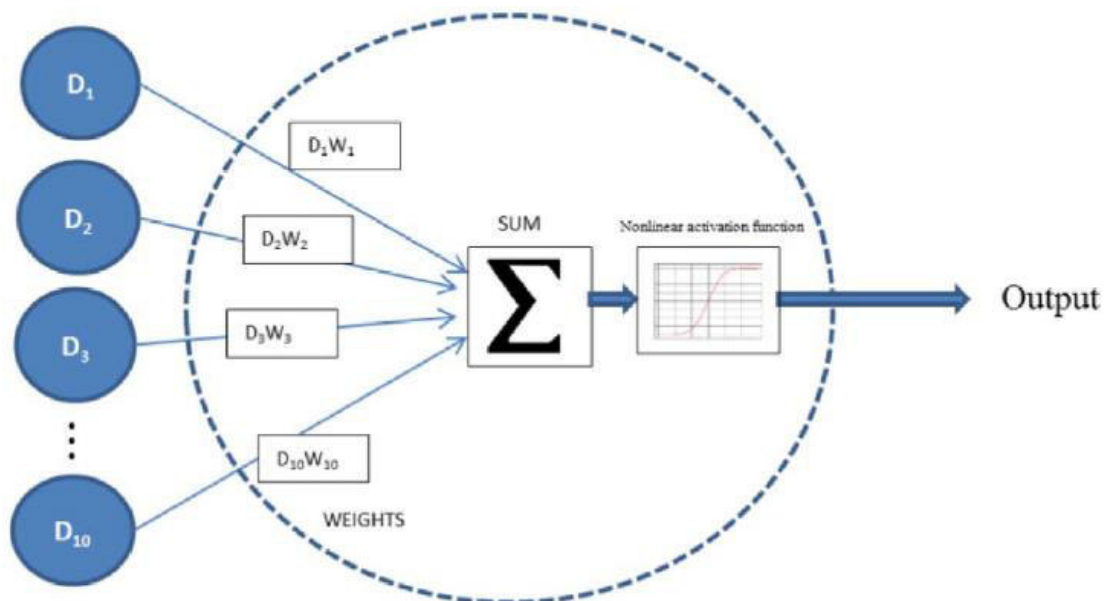 D₁
D₁W₁
D₂
D₂W₂
SUM
Nonlinear activation function
Σ
Output
D₃
D₃W₃
D₁₀W₁₀
D₁₀
WEIGHTS